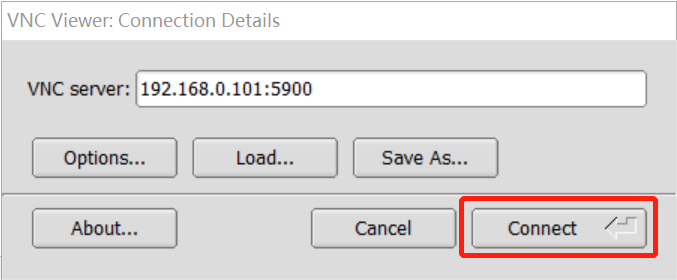 VNC Viewer: Connection Details
VNC server: 192.168.0.101:5900
Options... Load... Save As...
About... Cancel Connect